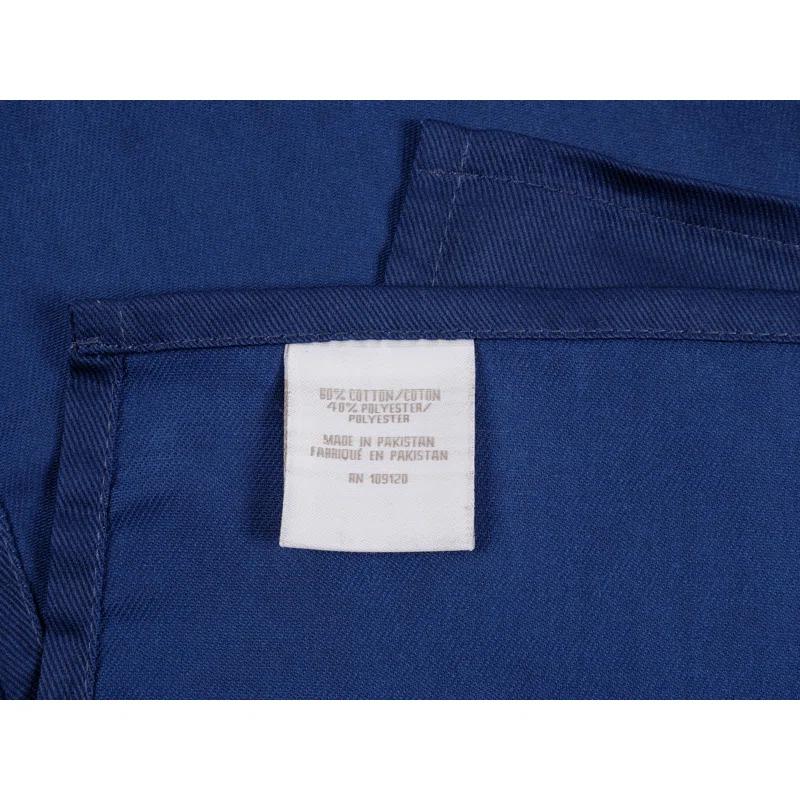 60% COTTON/COTON
40% POLYESTER/
POLYESTER
MADE IN PAKISTAN
FABRIQUÉ EN PAKISTAN
RN 109120